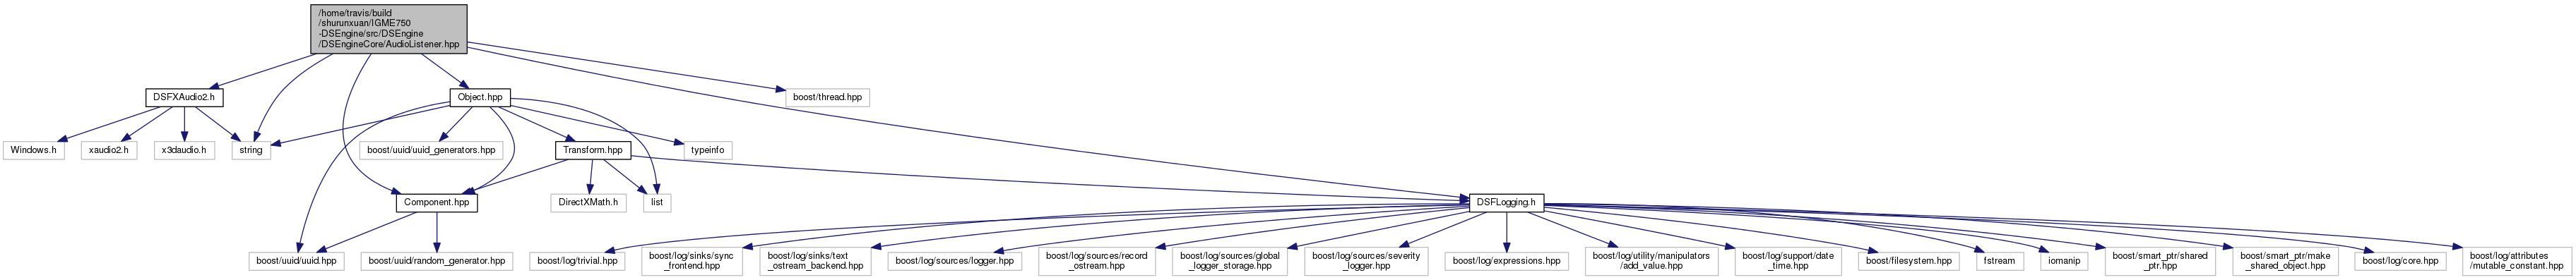 /home/travis/build
/shurunxuan/IGME750
-DSEngine/src/DSEngine
/DSEngineCore/AudioListener.hpp
DSFXAudio2.h
Object.hpp
boost/thread.hpp
Windows.h
xaudio2.h
x3daudio.h
string
boost/uuid/uuid_generators.hpp
Transform.hpp
typeinfo
Component.hpp
DirectXMath.h
list
DSFLogging.h
boost/uuid/uuid.hpp
boost/uuid/random_generator.hpp
boost/log/trivial.hpp
boost/log/sinks/sync
_frontend.hpp
boost/log/sinks/text
_ostream_backend.hpp
boost/log/sources/logger.hpp
boost/log/sources/record
_ostream.hpp
boost/log/sources/global
_logger_storage.hpp
boost/log/sources/severity
_logger.hpp
boost/log/expressions.hpp
boost/log/utility/manipulators
/add_value.hpp
boost/log/support/date
_time.hpp
boost/filesystem.hpp
fstream
iomanip
boost/smart_ptr/shared
_ptr.hpp
boost/smart_ptr/make
_shared_object.hpp
boost/log/core.hpp
boost/log/attributes
/mutable_constant.hpp